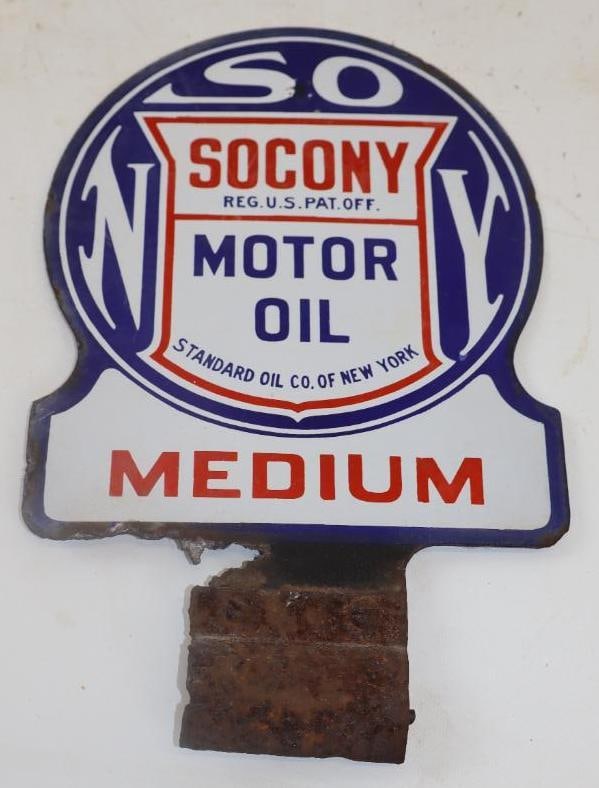 SO
N Y
SOCONY
REG. U.S. PAT. OFF.
MOTOR
OIL
STANDARD OIL CO. OF NEW YORK
MEDIUM